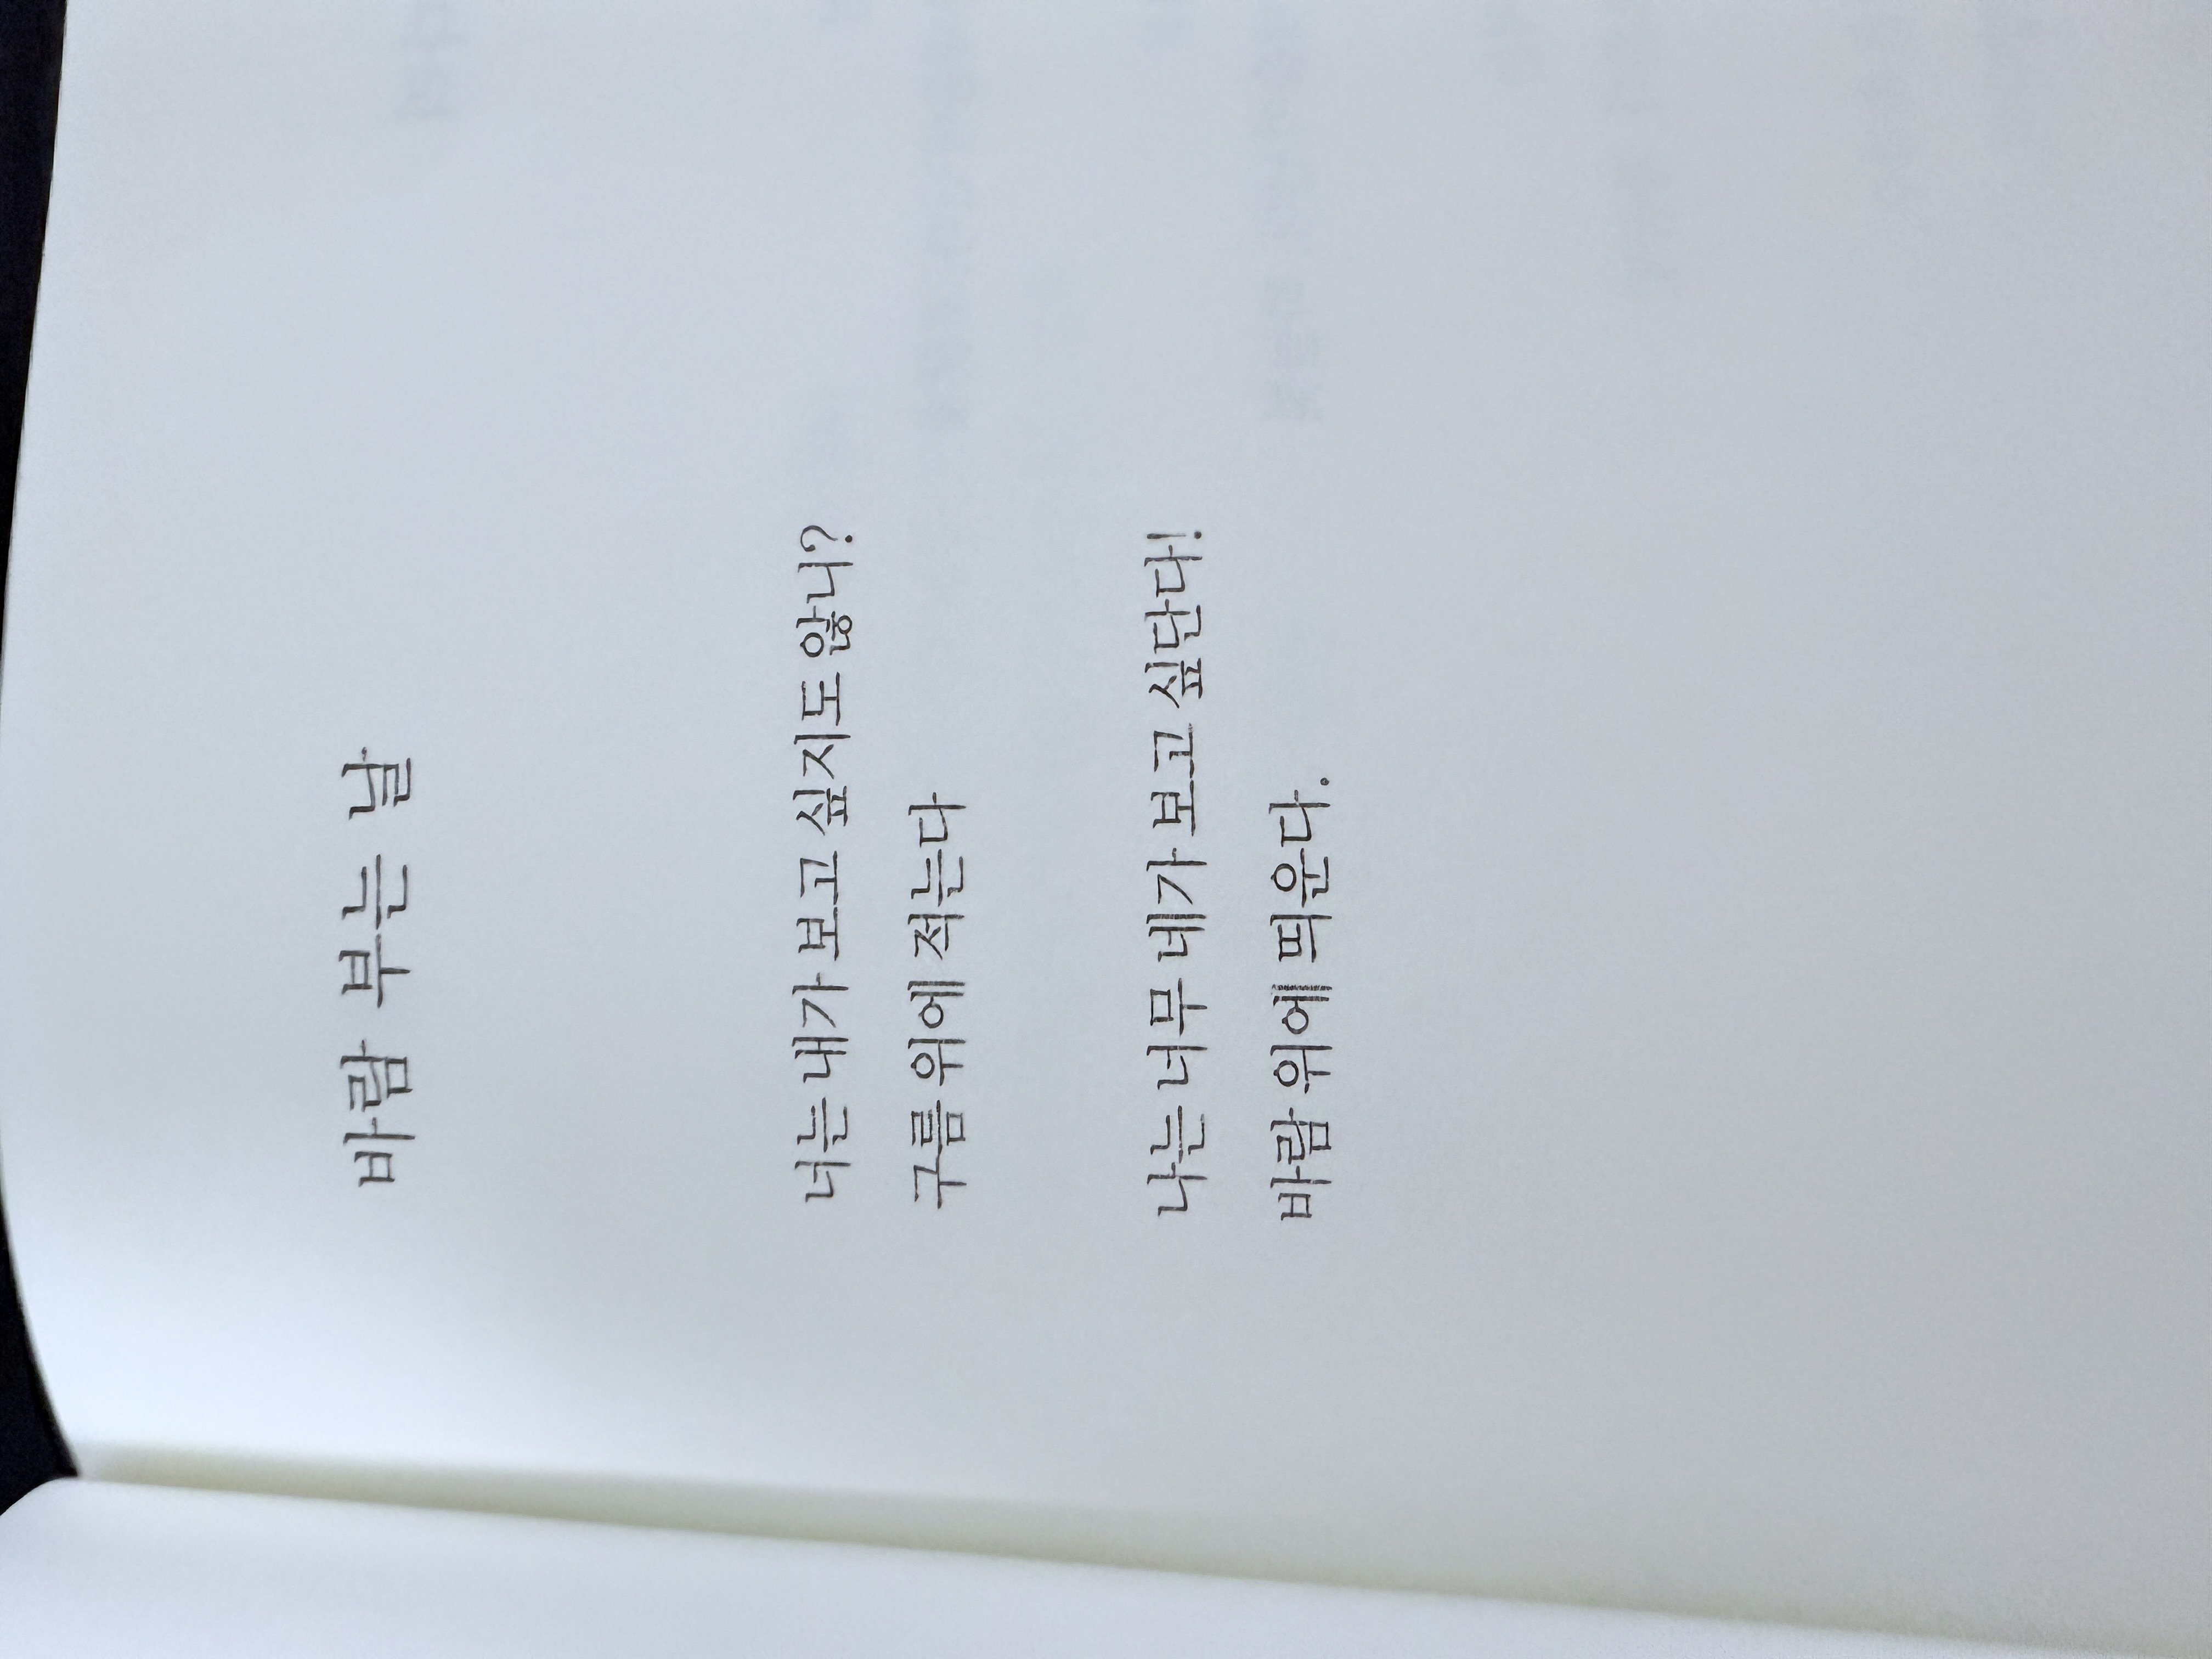 바람 부는 날
너는 내가 보고 싶지도 않니?
구름 위에 적는다
나는 너무 네가 보고 싶단다!
바람 위에 띄운다.